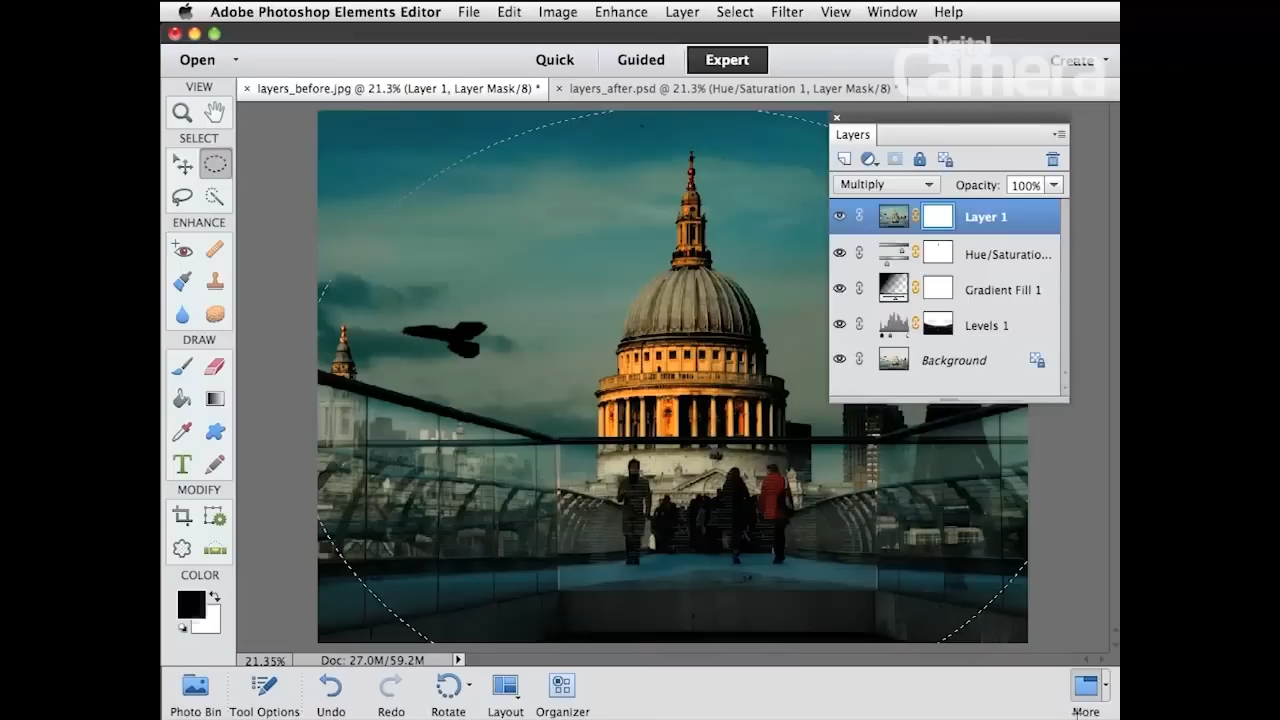 Adobe Photoshop Elements Editor File Edit Image Enhance Layer Select Filter View Window Help
Digital
Camera
Open Quick Guided Expert Create
VIEW
× layers_before.jpg @ 21.3% (Layer 1, Layer Mask/8) * × layers_after.psd @ 21.3% (Hue/Saturation 1, Layer Mask/8) *
SELECT
Layers
Multiply Opacity: 100%
Layer 1
ENHANCE
Hue/Saturatio...
Gradient Fill 1
Levels 1
DRAW
Background
T
MODIFY
COLOR
21.35% Doc: 27.0M/59.2M
Photo Bin Tool Options Undo Redo Rotate Layout Organizer More